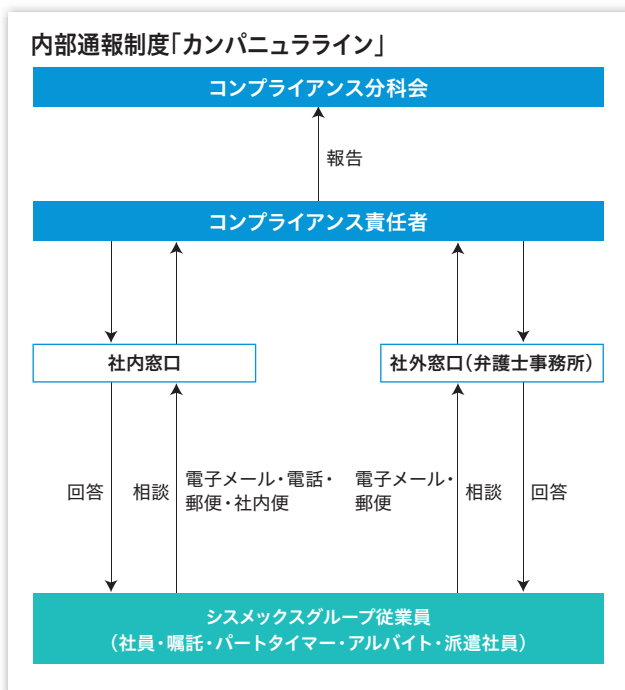 内部通報制度「カンパニュラライン」
コンプライアンス分科会
報告
コンプライアンス責任者
社内窓口
社外窓口(弁護士事務所)
回答
相談
電子メール・電話・
郵便・社内便
電子メール・
郵便
相談
回答
シスメックスグループ従業員
(社員・嘱託・パートタイマー・アルバイト・派遣社員)